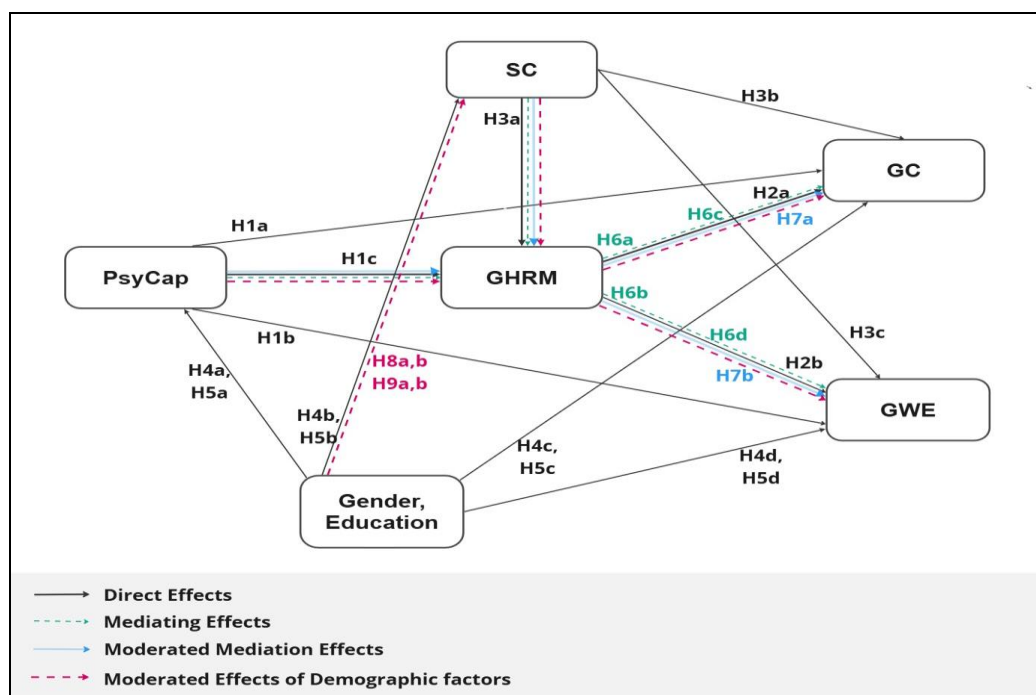 SC
H3b
H3a
GC
H2a
H6c
H7a
H1a
H6a
PsyCap
H1c
GHRM
H6b
H1b
H6d
H3c
H4a,
H5a
H8a,b
H9a,b
H2b
H7b
GWE
H4b,
H5b
H4c,
H5c
H4d,
H5d
Gender,
Education
Direct Effects
Mediating Effects
Moderated Mediation Effects
Moderated Effects of Demographic factors